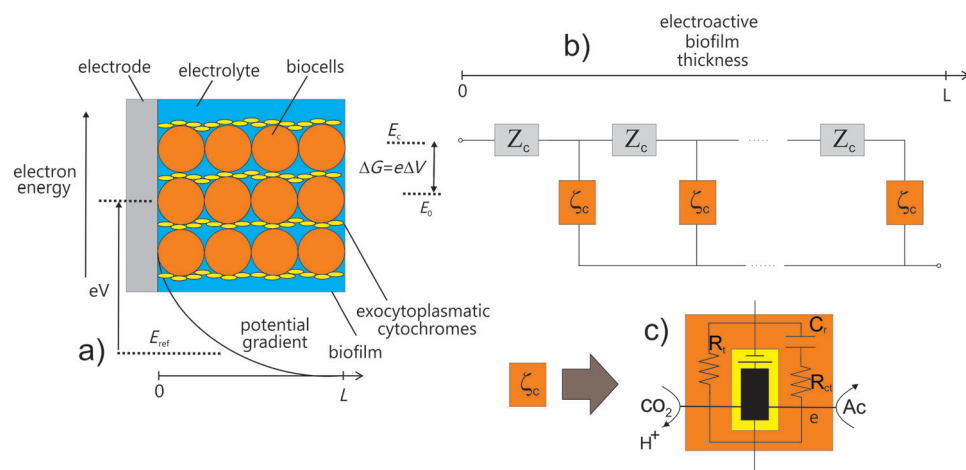 electrode
electrolyte
biocells
electron
energy
eV
E_ref
a)
E_c
ΔG=eΔV
E_0
exocytoplasmatic
cytochromes
potential
gradient
biofilm
0
L
b)
electroactive
biofilm
thickness
0
L
Z_c
Z_c
Z_c
ζ_c
ζ_c
ζ_c
ζ_c
c)
R_t
C_r
R_ct
CO_2
H^+
e
Ac